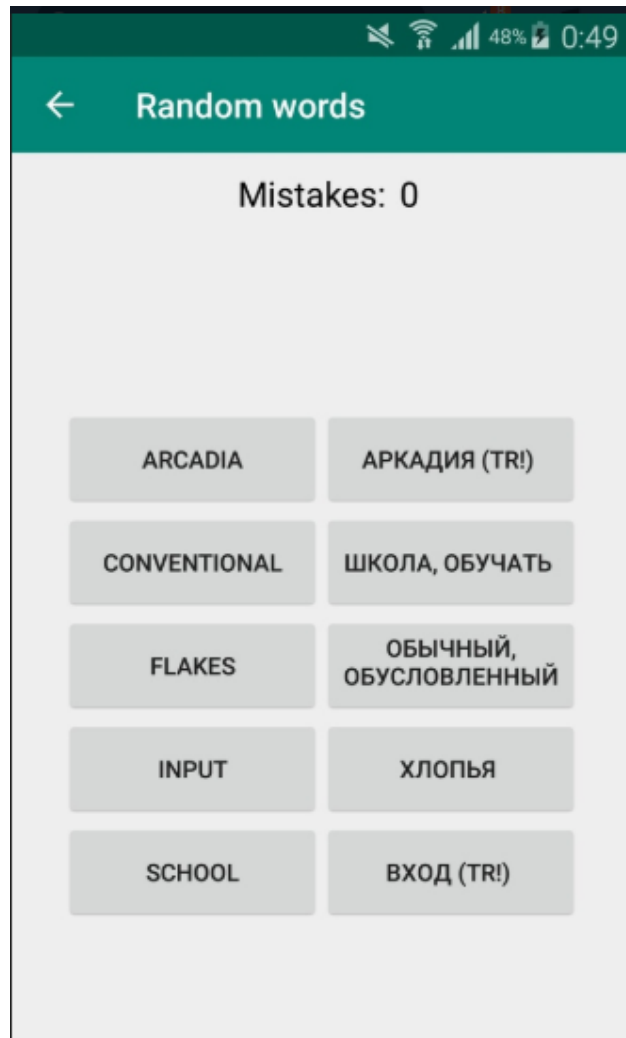 48% 0:49
Random words
Mistakes: 0
ARCADIA
АРКАДИЯ (TR!)
CONVENTIONAL
ШКОЛА, ОБУЧАТЬ
FLAKES
ОБЫЧНЫЙ,
ОБУСЛОВЛЕННЫЙ
INPUT
ХЛОПЬЯ
SCHOOL
ВХОД (TR!)